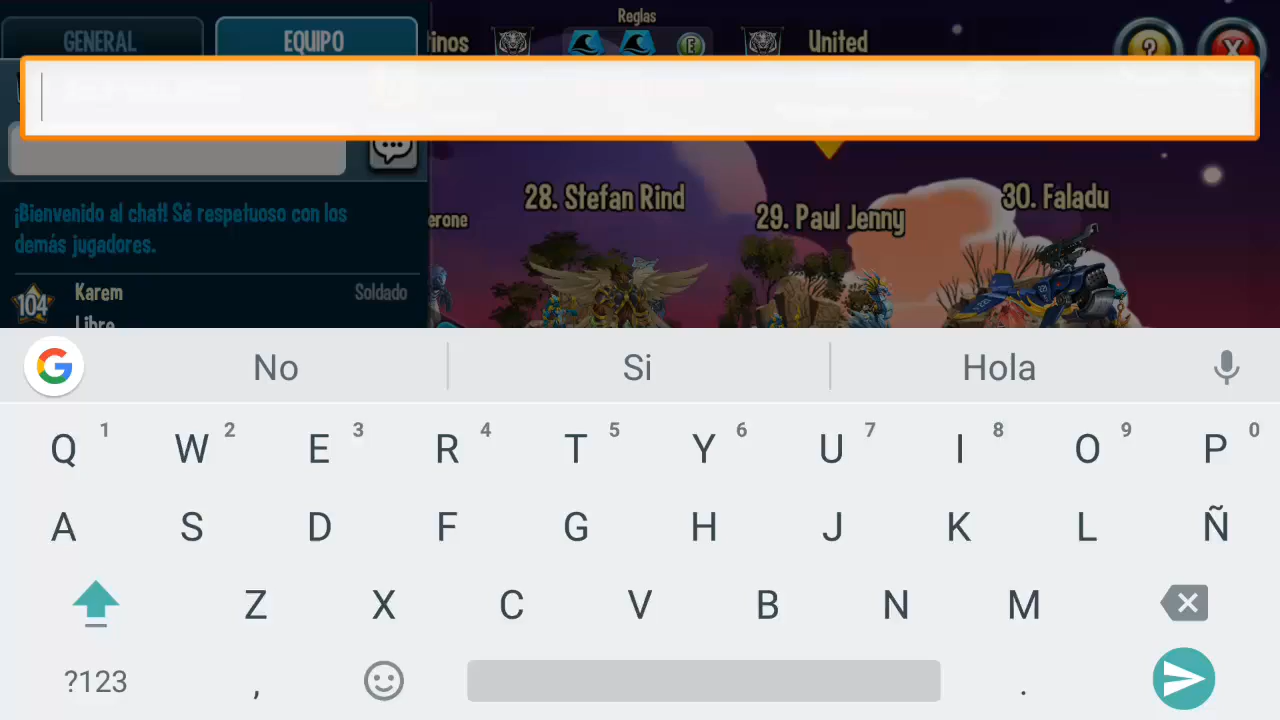 GENERAL
EQUIPO
tinos
Reglas
E
United
?
X
28. Stefan Rind
29. Paul Jenny
30. Faladu
erone
¡Bienvenido al chat! Sé respetuoso con los
demás jugadores.
104
Karem
Soldado
Libre
G
No
Si
Hola
Q 1 W 2 E 3 R 4 T 5 Y 6 U 7 I 8 O 9 P 0
A S D F G H J K L Ñ
Z X C V B N M
?123 , .